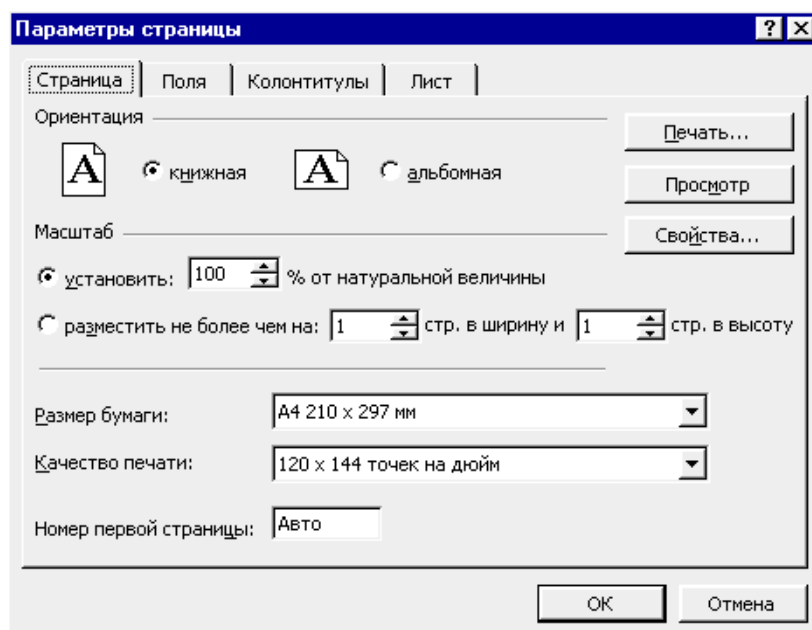 Параметры страницы
Страница Поля Колонтитулы Лист
Ориентация
A книжная A альбомная
Печать...
Просмотр
Свойства...
Масштаб
установить: 100 % от натуральной величины
разместить не более чем на: 1 стр. в ширину и 1 стр. в высоту
Размер бумаги: A4 210 x 297 мм
Качество печати: 120 x 144 точек на дюйм
Номер первой страницы: Авто
ОК Отмена